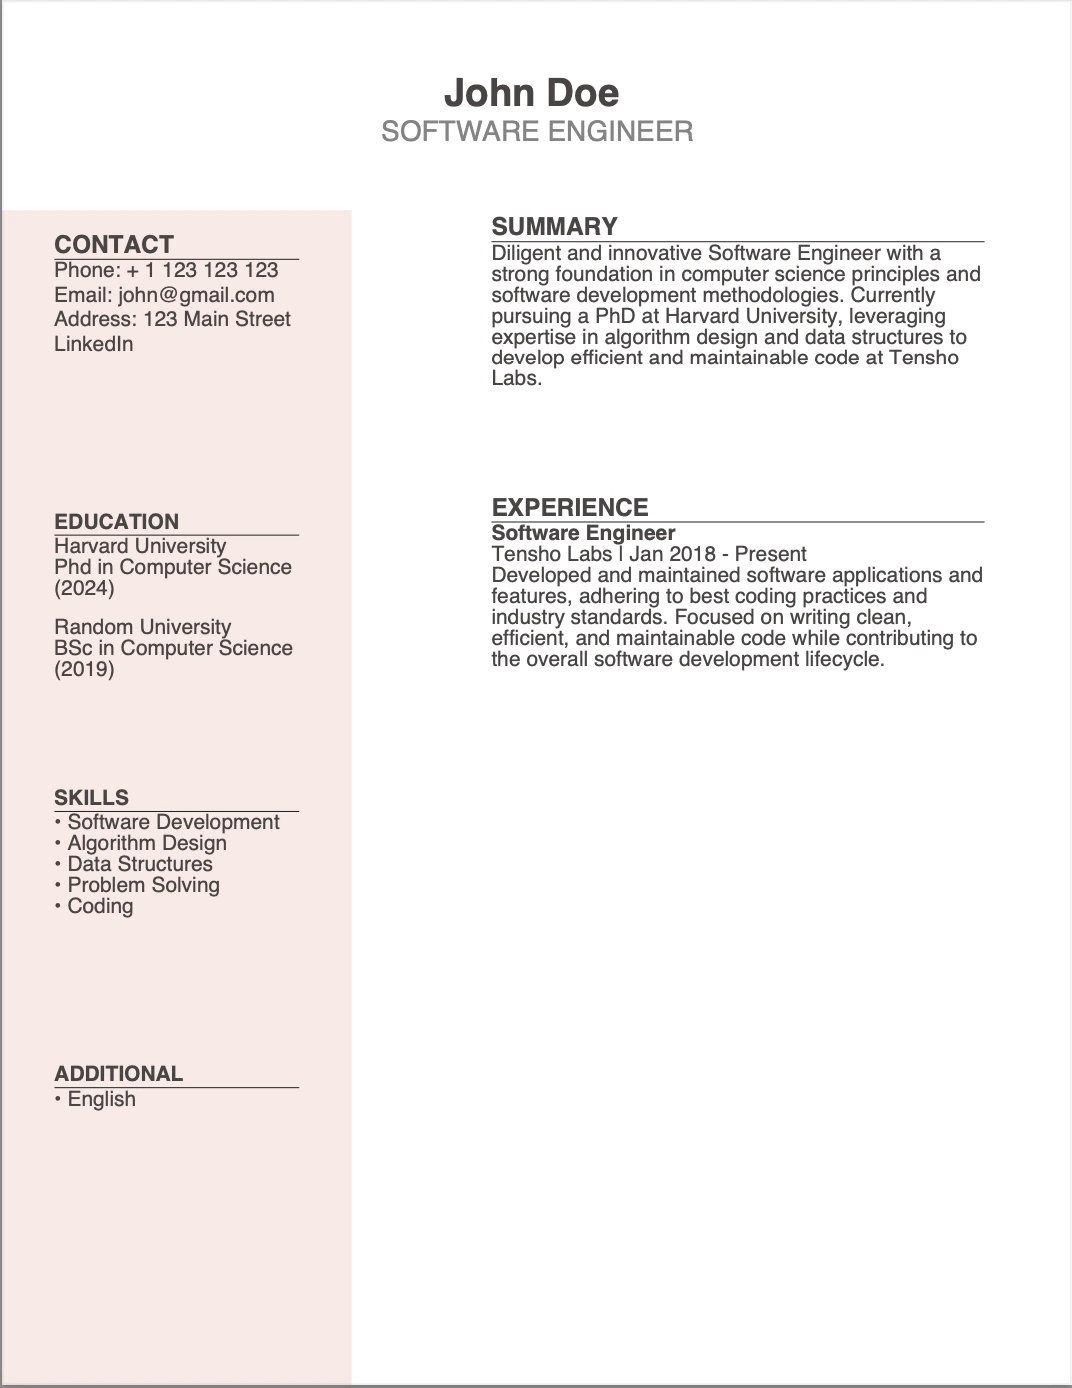 John Doe
SOFTWARE ENGINEER
CONTACT
Phone: + 1 123 123 123
Email: john@gmail.com
Address: 123 Main Street
LinkedIn
EDUCATION
Harvard University
Phd in Computer Science
(2024)
Random University
BSc in Computer Science
(2019)
SKILLS
• Software Development
• Algorithm Design
• Data Structures
• Problem Solving
• Coding
ADDITIONAL
• English
SUMMARY
Diligent and innovative Software Engineer with a
strong foundation in computer science principles and
software development methodologies. Currently
pursuing a PhD at Harvard University, leveraging
expertise in algorithm design and data structures to
develop efficient and maintainable code at Tensho
Labs.
EXPERIENCE
Software Engineer
Tensho Labs | Jan 2018 - Present
Developed and maintained software applications and
features, adhering to best coding practices and
industry standards. Focused on writing clean,
efficient, and maintainable code while contributing to
the overall software development lifecycle.